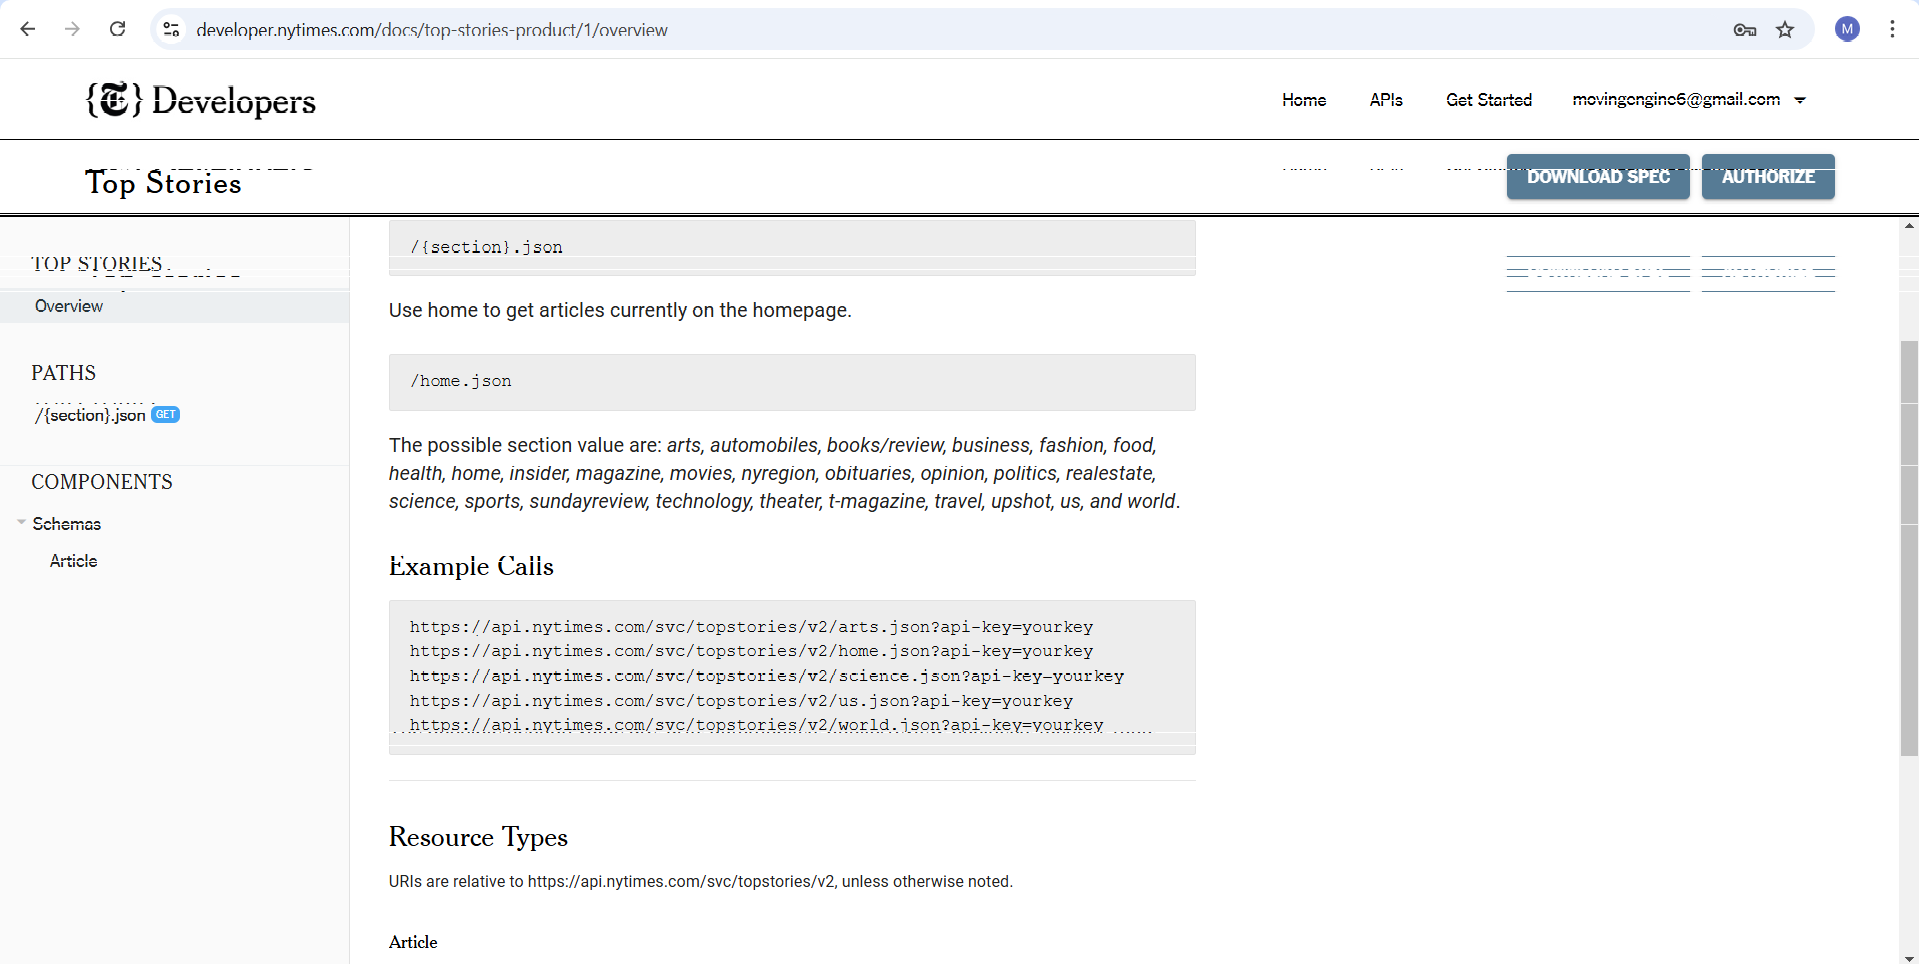 developer.nytimes.com/docs/top-stories-product/1/overview
M
{T} Developers
Home
APIs
Get Started
movingengine6@gmail.com
Top Stories
DOWNLOAD SPEC
AUTHORIZE
TOP STORIES
Overview
PATHS
/{section}.json GET
COMPONENTS
Schemas
Article
/{section}.json
Use home to get articles currently on the homepage.
/home.json
The possible section value are: arts, automobiles, books/review, business, fashion, food,
health, home, insider, magazine, movies, nyregion, obituaries, opinion, politics, realestate,
science, sports, sundayreview, technology, theater, t-magazine, travel, upshot, us, and world.
Example Calls
https://api.nytimes.com/svc/topstories/v2/arts.json?api-key=yourkey
https://api.nytimes.com/svc/topstories/v2/home.json?api-key=yourkey
https://api.nytimes.com/svc/topstories/v2/science.json?api-key=yourkey
https://api.nytimes.com/svc/topstories/v2/us.json?api-key=yourkey
https://api.nytimes.com/svc/topstories/v2/world.json?api-key=yourkey
Resource Types
URIs are relative to https://api.nytimes.com/svc/topstories/v2, unless otherwise noted.
Article